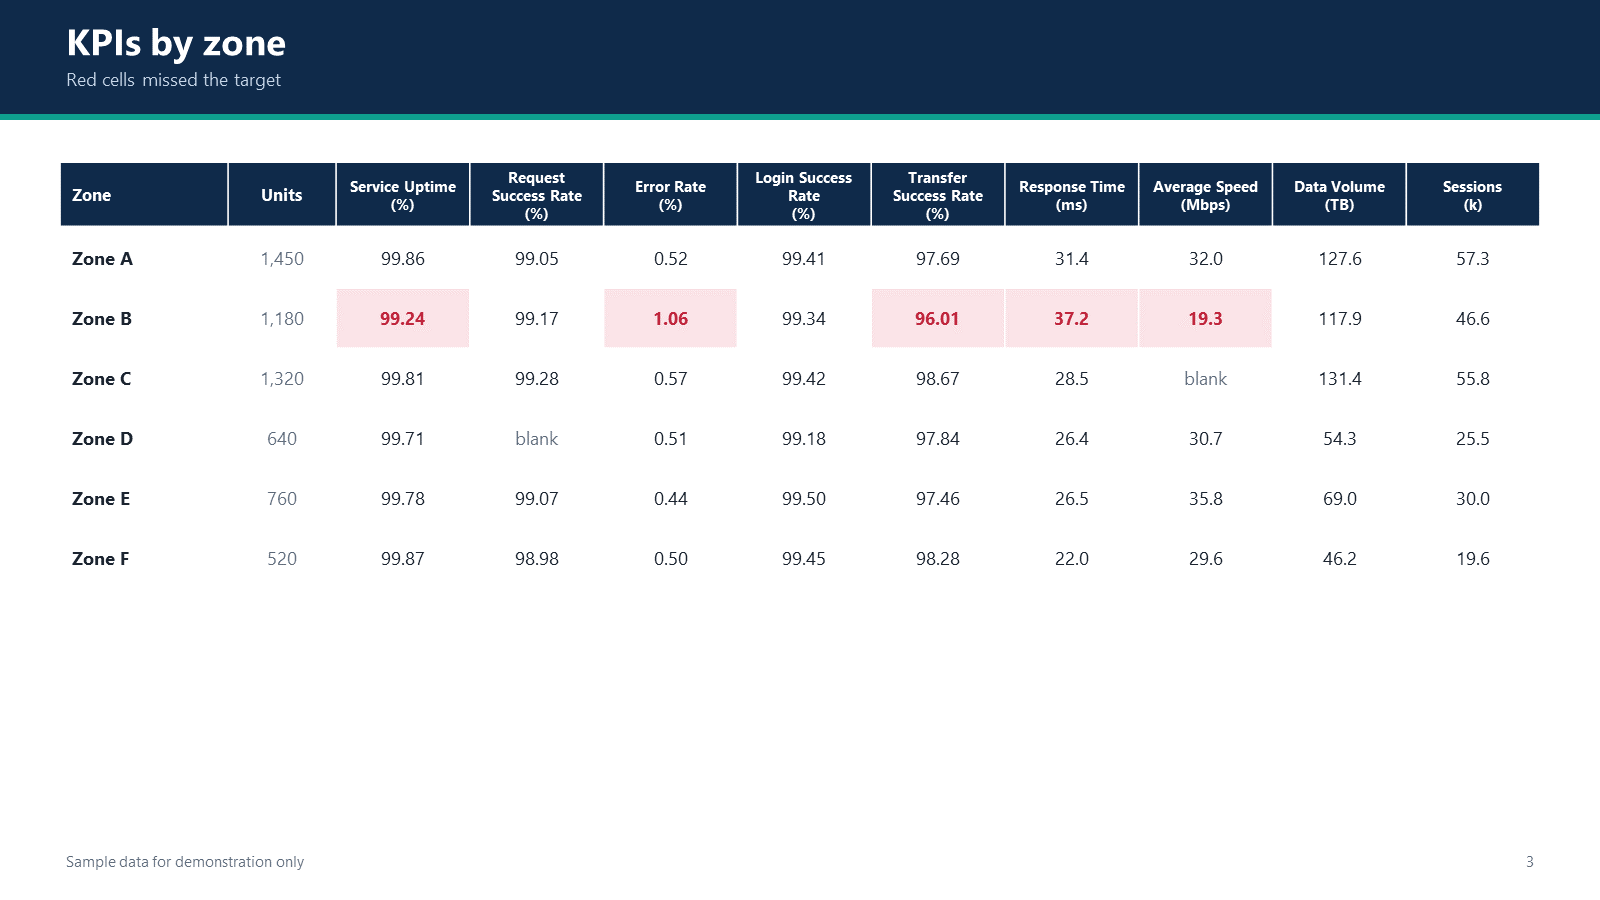 KPIs by zone
Red cells missed the target
Zone Units Service Uptime (%) Request Success Rate (%) Error Rate (%) Login Success Rate (%) Transfer Success Rate (%) Response Time (ms) Average Speed (Mbps) Data Volume (TB) Sessions (k)
Zone A 1,450 99.86 99.05 0.52 99.41 97.69 31.4 32.0 127.6 57.3
Zone B 1,180 99.24 99.17 1.06 99.34 96.01 37.2 19.3 117.9 46.6
Zone C 1,320 99.81 99.28 0.57 99.42 98.67 28.5 blank 131.4 55.8
Zone D 640 99.71 blank 0.51 99.18 97.84 26.4 30.7 54.3 25.5
Zone E 760 99.78 99.07 0.44 99.50 97.46 26.5 35.8 69.0 30.0
Zone F 520 99.87 98.98 0.50 99.45 98.28 22.0 29.6 46.2 19.6
Sample data for demonstration only 3